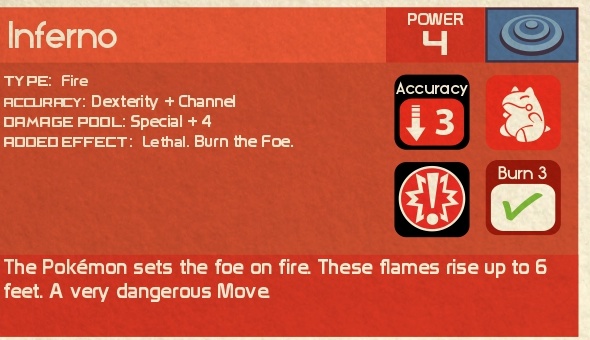 Inferno
POWER
4
TYPE: Fire
ACCURACY: Dexterity + Channel
DAMAGE POOL: Special + 4
ADDED EFFECT: Lethal. Burn the Foe.
Accuracy
3
Burn 3
The Pokémon sets the foe on fire. These flames rise up to 6
feet. A very dangerous Move.